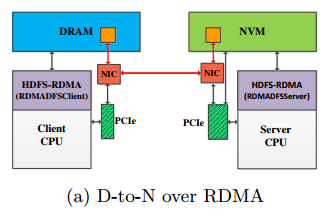 DRAM
NVM
NIC
NIC
HDFS-RDMA
(RDMADFSClient)
HDFS-RDMA
(RDMADFSServer)
PCIe
PCIe
Client
CPU
Server
CPU
(a) D-to-N over RDMA